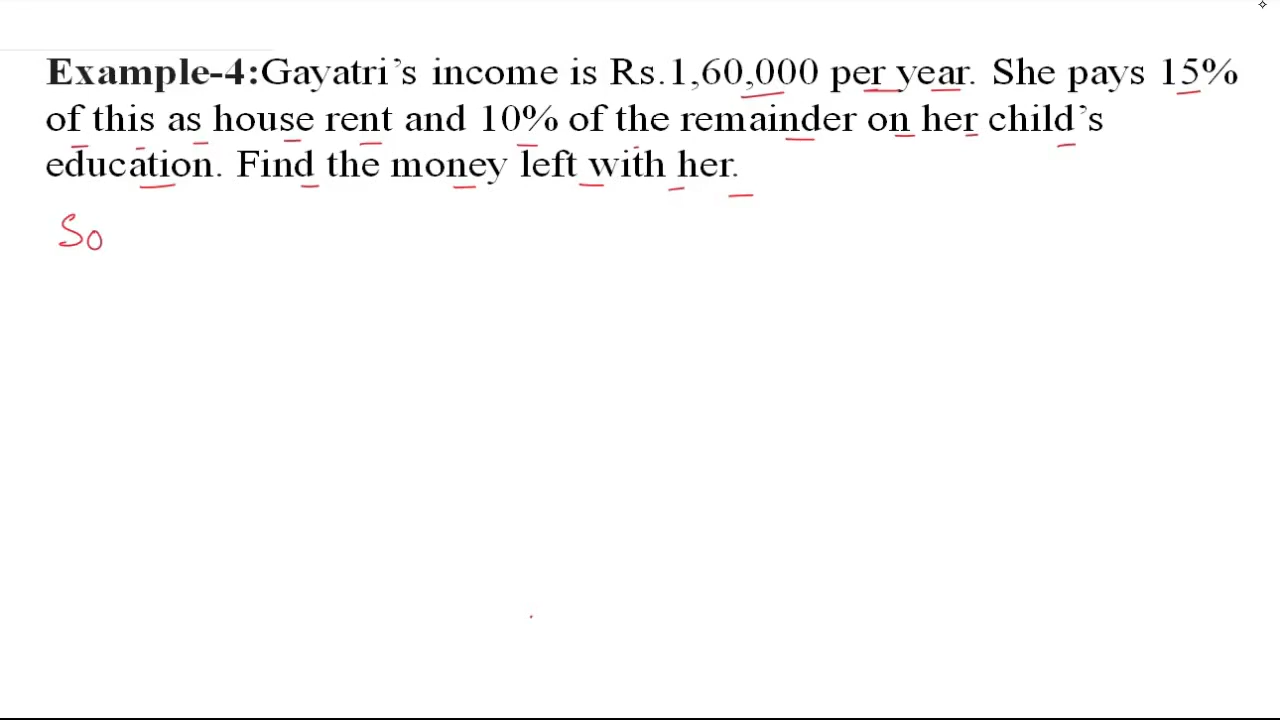 Example-4:Gayatri’s income is Rs.1,60,000 per year. She pays 15%
of this as house rent and 10% of the remainder on her child’s
education. Find the money left with her.
So